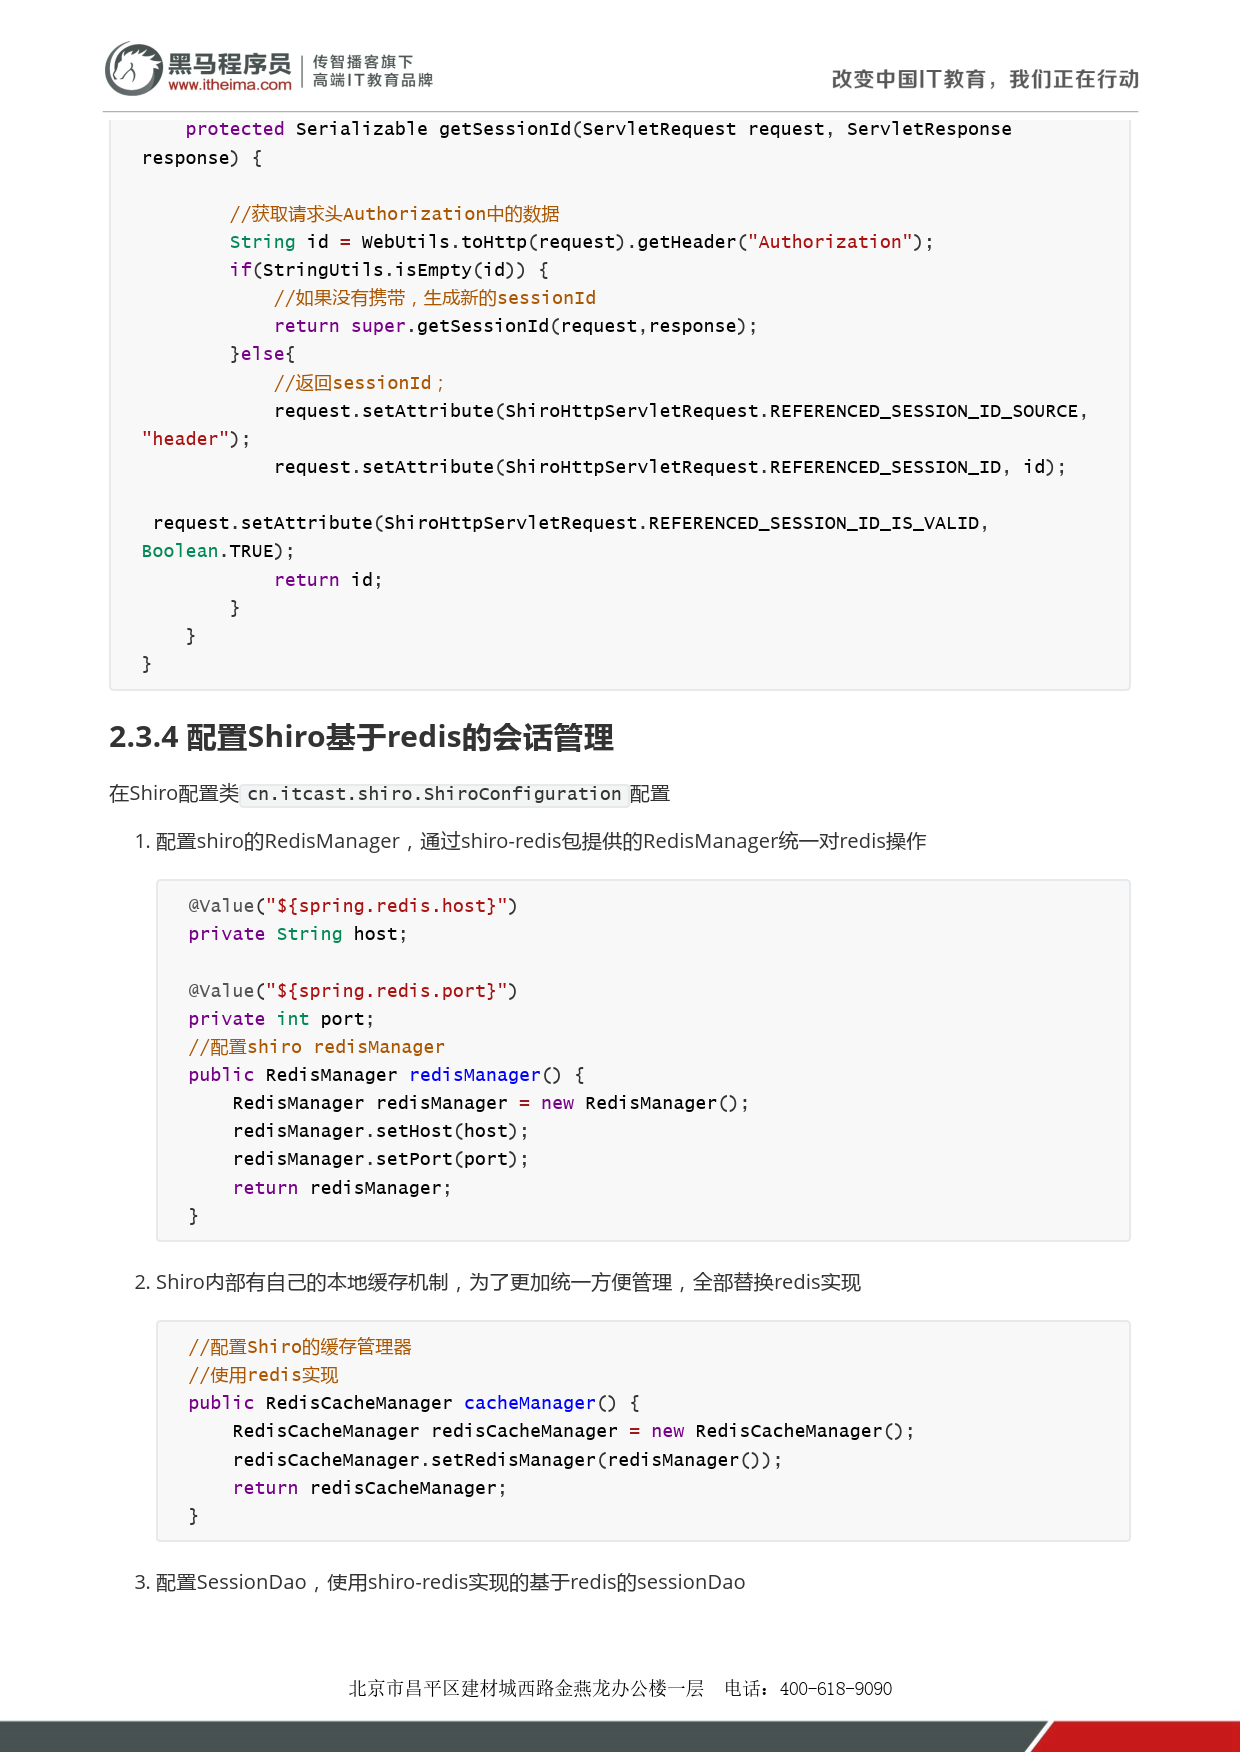 黑马程序员
www.itheima.com
传智播客旗下
高端IT教育品牌
改变中国IT教育，我们正在行动
    protected Serializable getSessionId(ServletRequest request, ServletResponse
response) {

        //获取请求头Authorization中的数据
        String id = WebUtils.toHttp(request).getHeader("Authorization");
        if(StringUtils.isEmpty(id)) {
            //如果没有携带，生成新的sessionId
            return super.getSessionId(request,response);
        }else{
            //返回sessionId；
            request.setAttribute(ShiroHttpServletRequest.REFERENCED_SESSION_ID_SOURCE,
"header");
            request.setAttribute(ShiroHttpServletRequest.REFERENCED_SESSION_ID, id);

 request.setAttribute(ShiroHttpServletRequest.REFERENCED_SESSION_ID_IS_VALID,
Boolean.TRUE);
            return id;
        }
    }
}
2.3.4 配置Shiro基于redis的会话管理
在Shiro配置类 cn.itcast.shiro.ShiroConfiguration 配置
1. 配置shiro的RedisManager，通过shiro-redis包提供的RedisManager统一对redis操作
@Value("${spring.redis.host}")
private String host;

@Value("${spring.redis.port}")
private int port;
//配置shiro redisManager
public RedisManager redisManager() {
    RedisManager redisManager = new RedisManager();
    redisManager.setHost(host);
    redisManager.setPort(port);
    return redisManager;
}
2. Shiro内部有自己的本地缓存机制，为了更加统一方便管理，全部替换redis实现
//配置Shiro的缓存管理器
//使用redis实现
public RedisCacheManager cacheManager() {
    RedisCacheManager redisCacheManager = new RedisCacheManager();
    redisCacheManager.setRedisManager(redisManager());
    return redisCacheManager;
}
3. 配置SessionDao，使用shiro-redis实现的基于redis的sessionDao
北京市昌平区建材城西路金燕龙办公楼一层 电话：400-618-9090